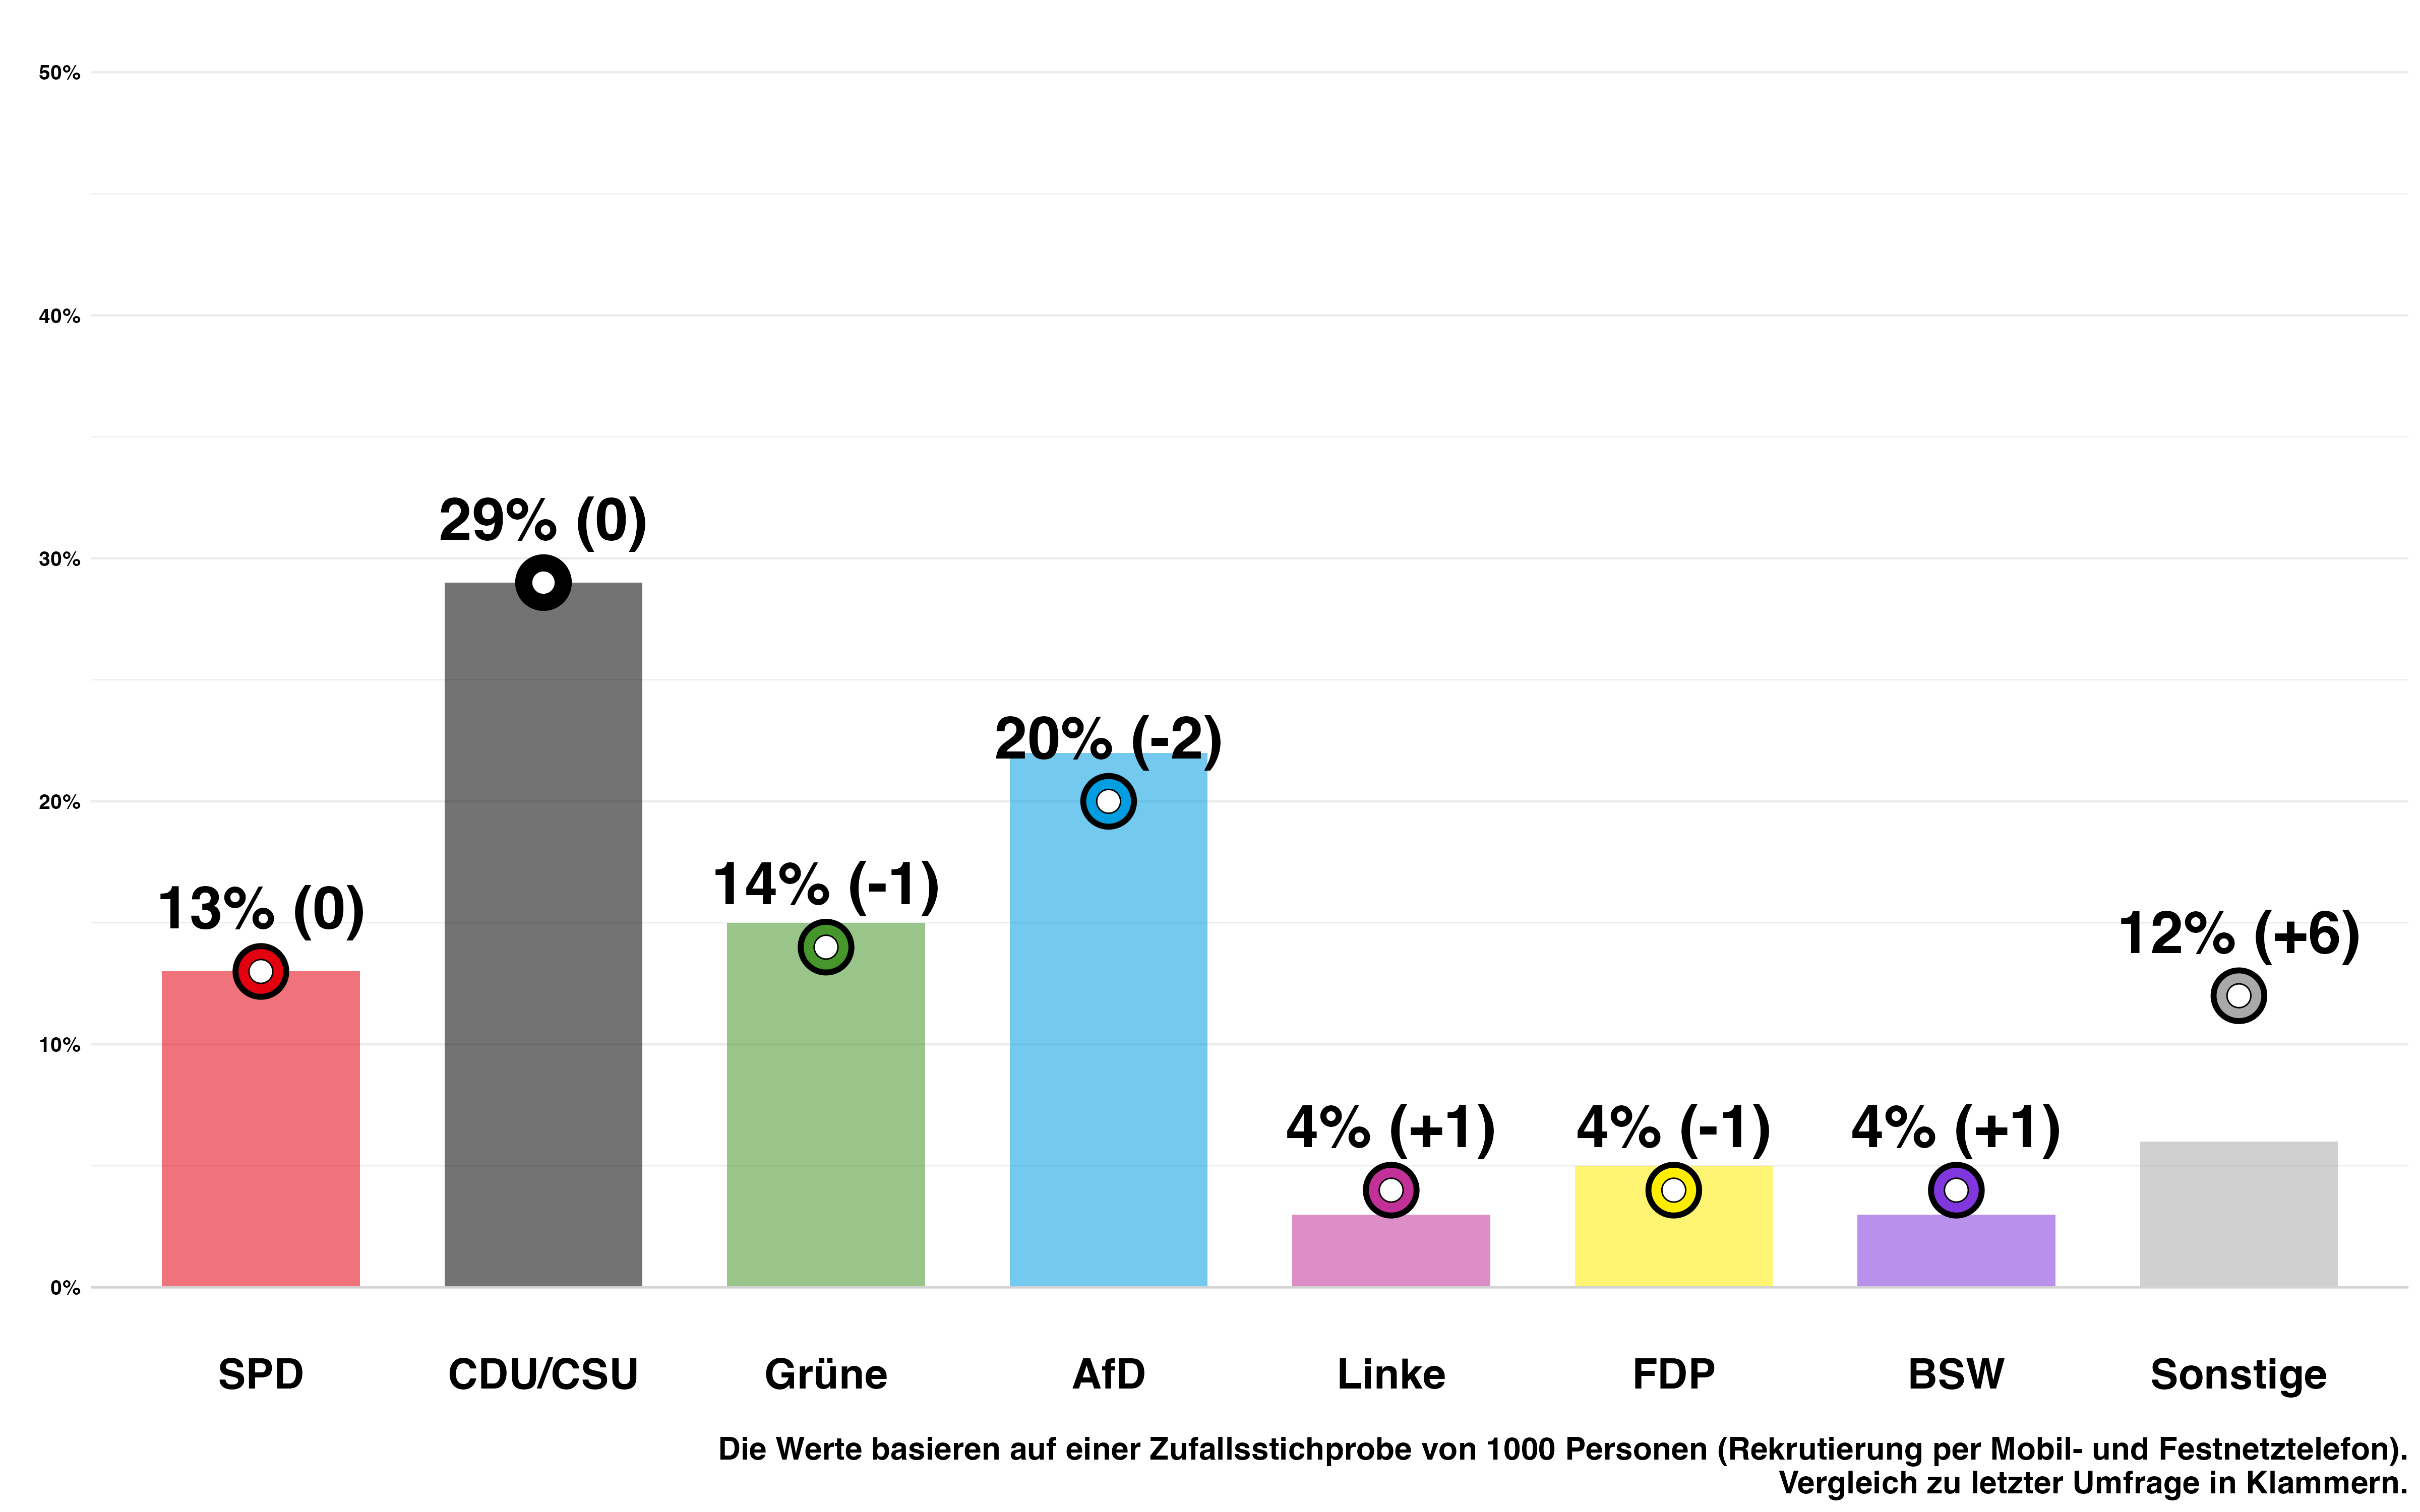 50%
40%
30%
20%
10%
0%
13% (0)
29% (0)
14% (-1)
20% (-2)
4% (+1)
4% (-1)
4% (+1)
12% (+6)
SPD
CDU/CSU
Grüne
AfD
Linke
FDP
BSW
Sonstige
Die Werte basieren auf einer Zufallsstichprobe von 1000 Personen (Rekrutierung per Mobil- und Festnetztelefon).
Vergleich zu letzter Umfrage in Klammern.